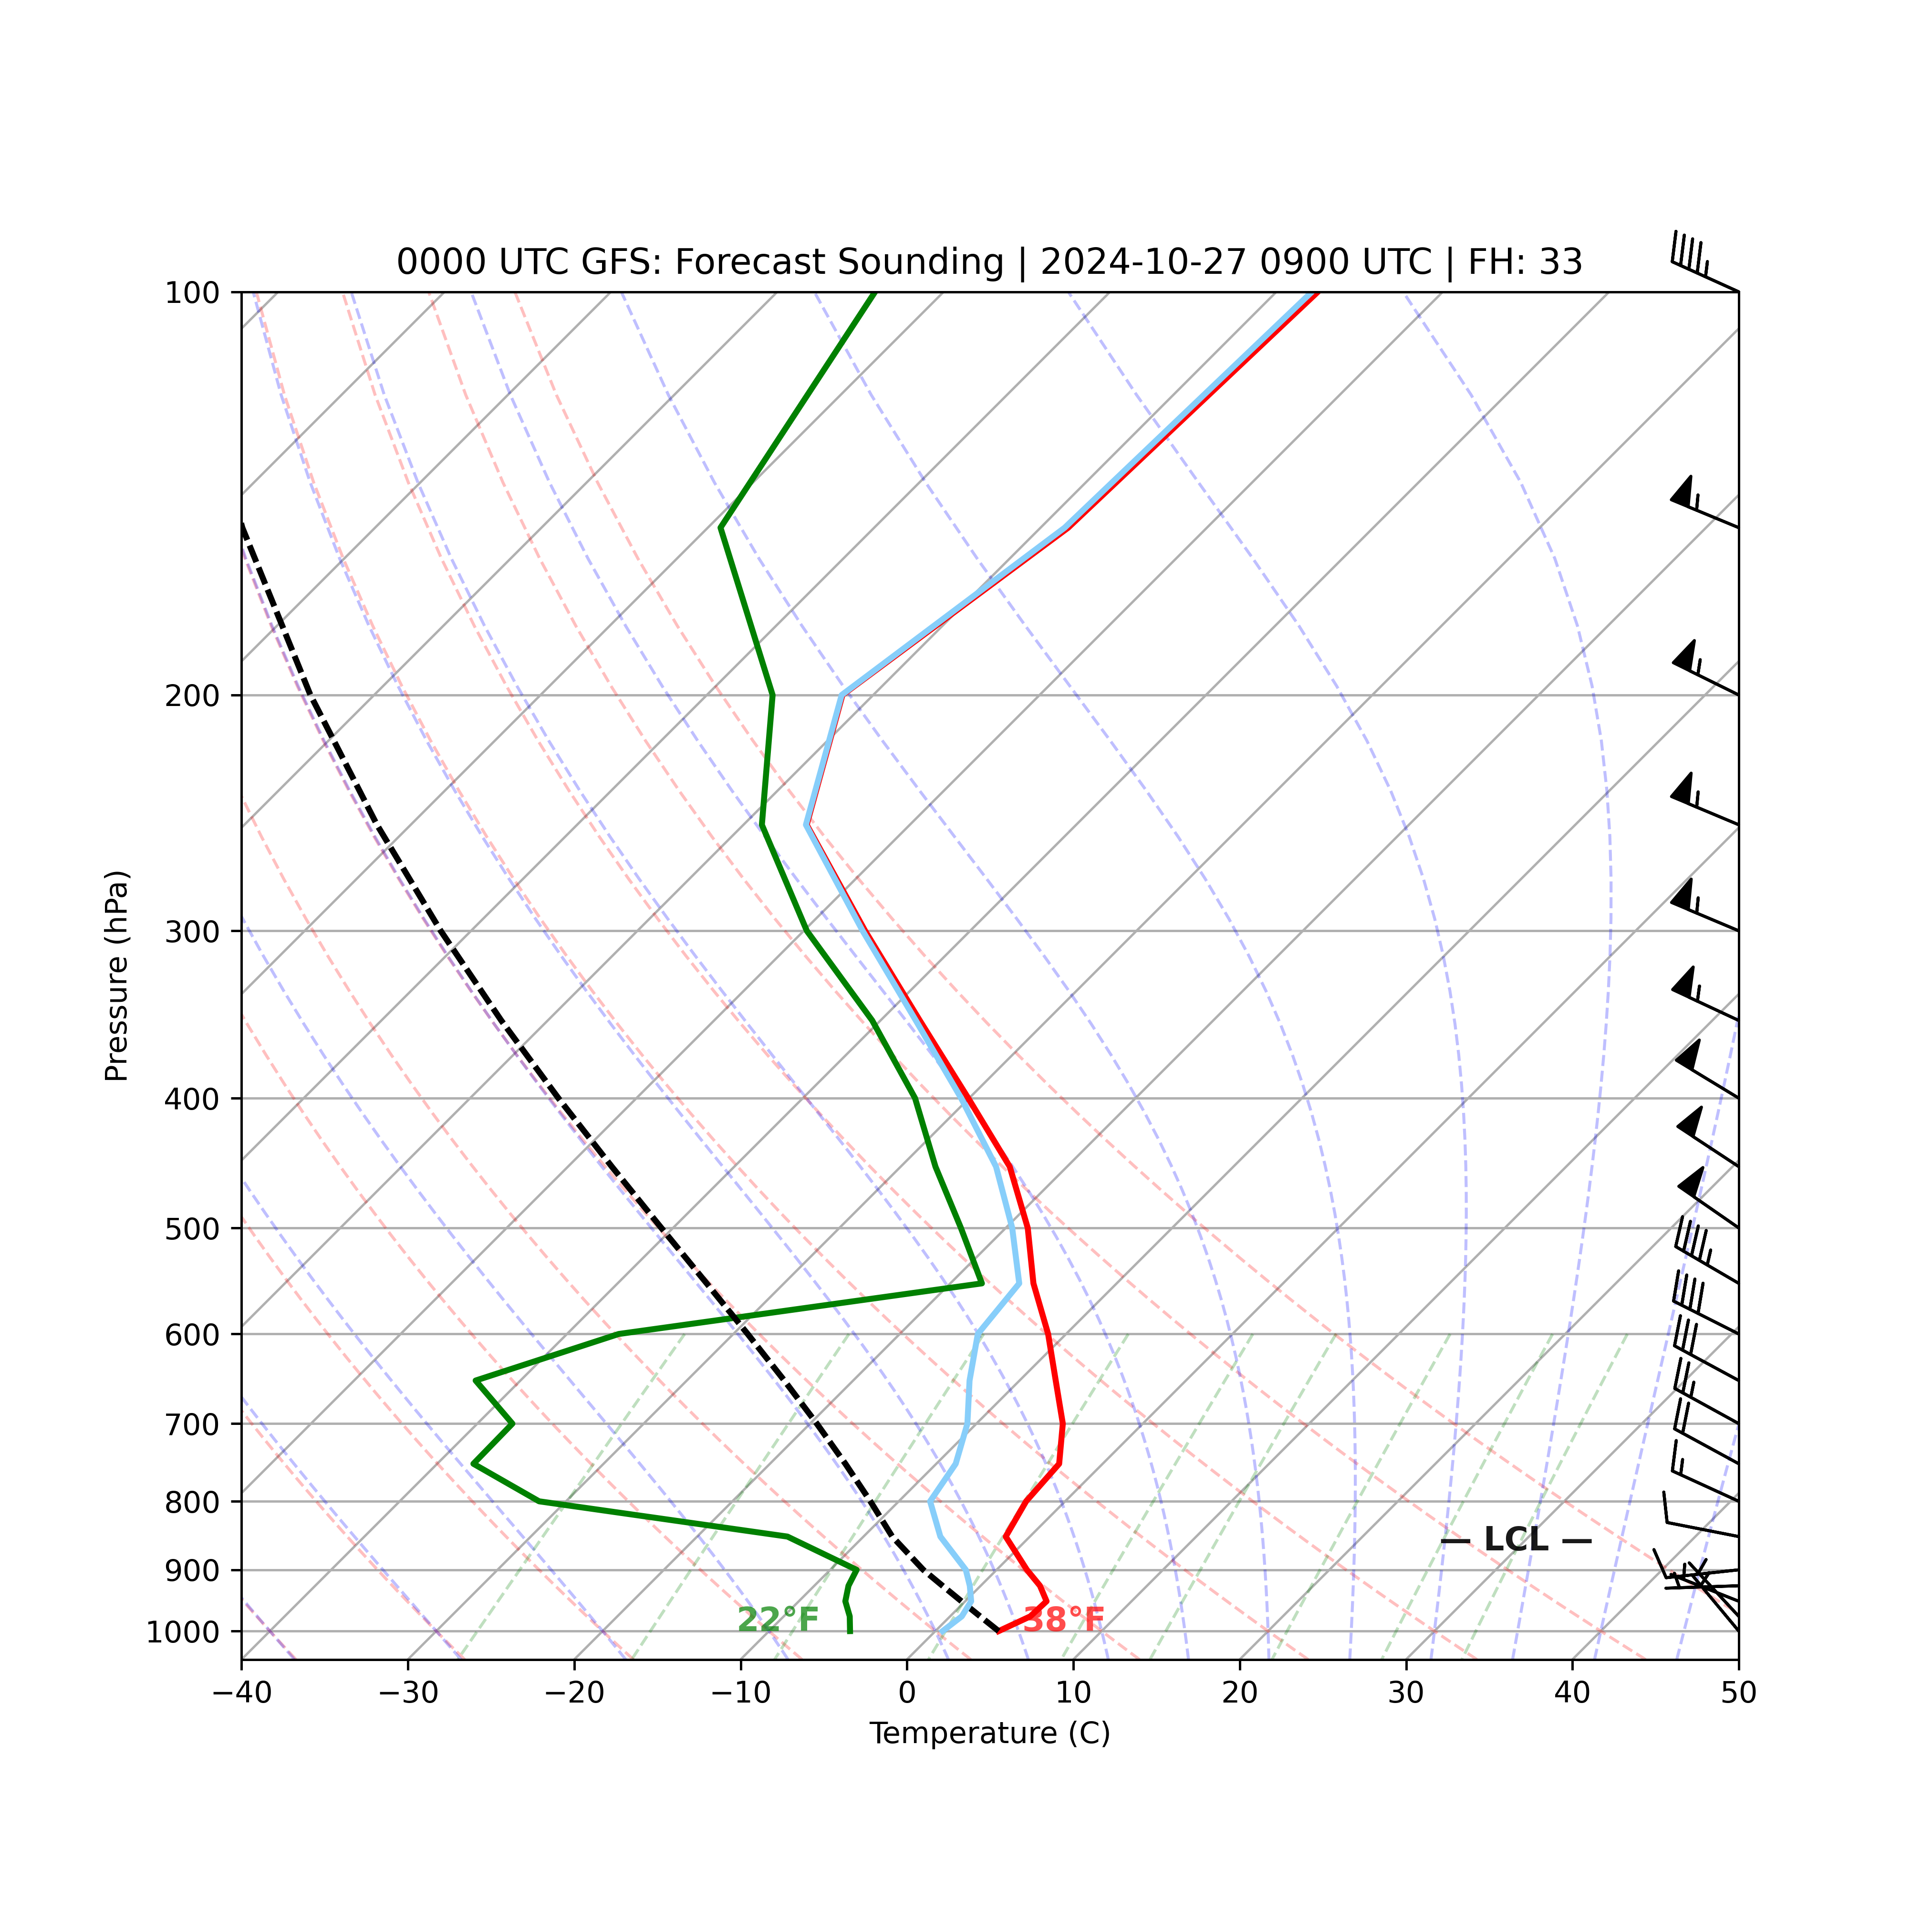 0000 UTC GFS: Forecast Sounding | 2024-10-27 0900 UTC | FH: 33
100
200
300
400
500
600
700
800
900
1000
Pressure (hPa)
— LCL —
22°F
38°F
−40 −30 −20 −10 0 10 20 30 40 50
Temperature (C)